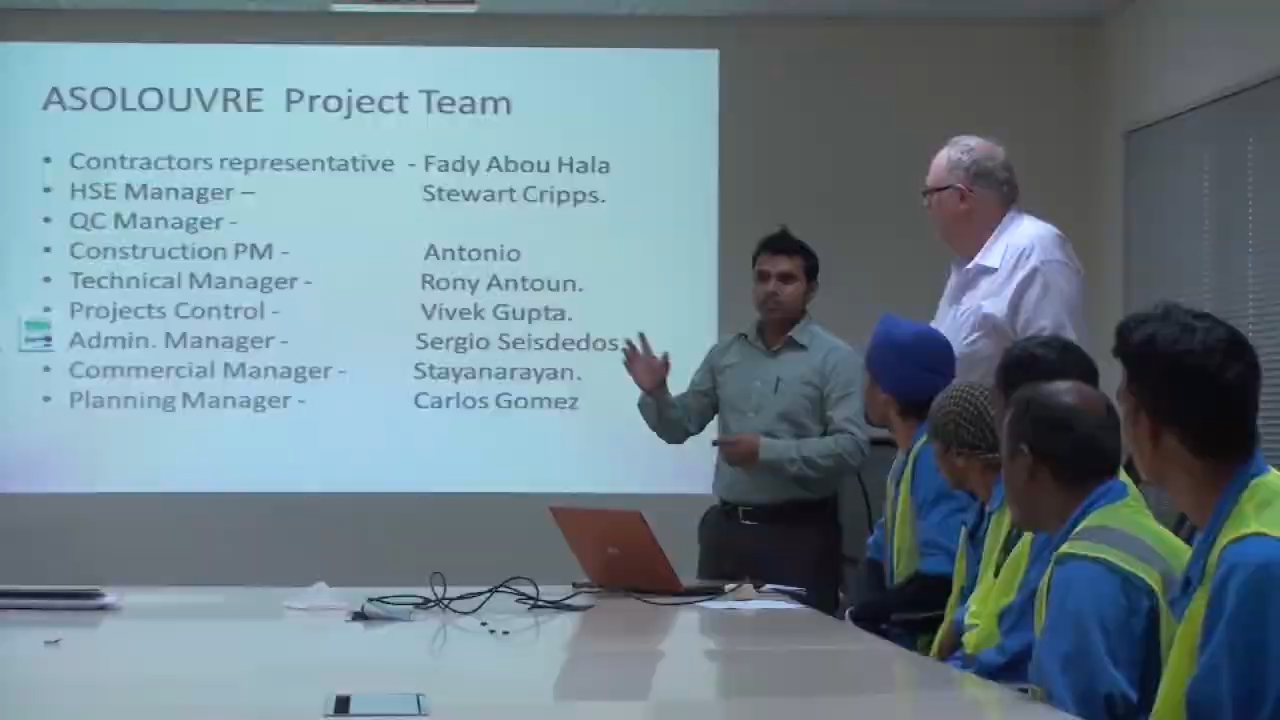 ASOLOUVRE Project Team
• Contractors representative - Fady Abou Hala
• HSE Manager – Stewart Cripps.
• QC Manager -
• Construction PM - Antonio
• Technical Manager - Rony Antoun.
• Projects Control - Vivek Gupta.
• Admin. Manager - Sergio Seisdedos.
• Commercial Manager - Stayanarayan.
• Planning Manager - Carlos Gomez